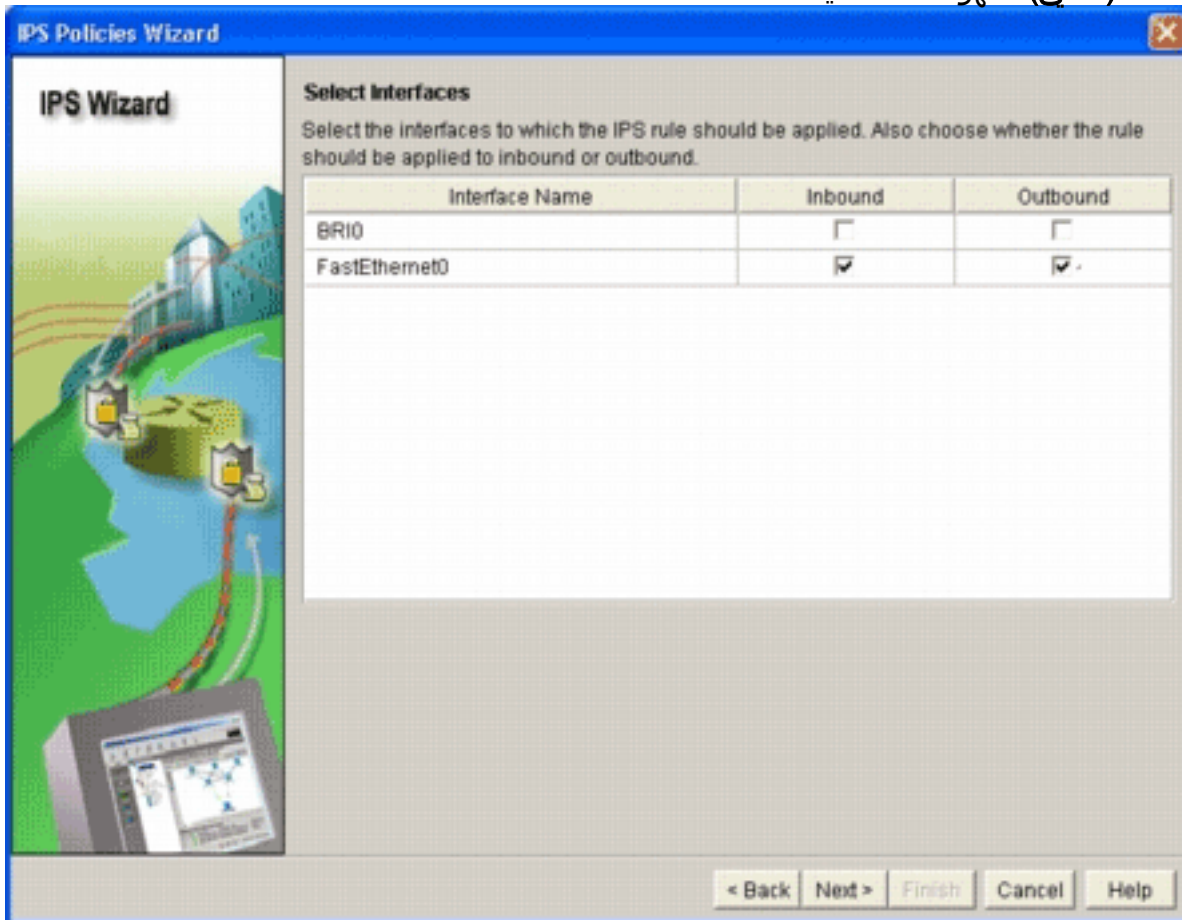 IPS Policies Wizard
IPS Wizard
Select Interfaces
Select the interfaces to which the IPS rule should be applied. Also choose whether the rule
should be applied to inbound or outbound.
Interface Name Inbound Outbound
BRI0
FastEthernet0
< Back Next > Finish Cancel Help